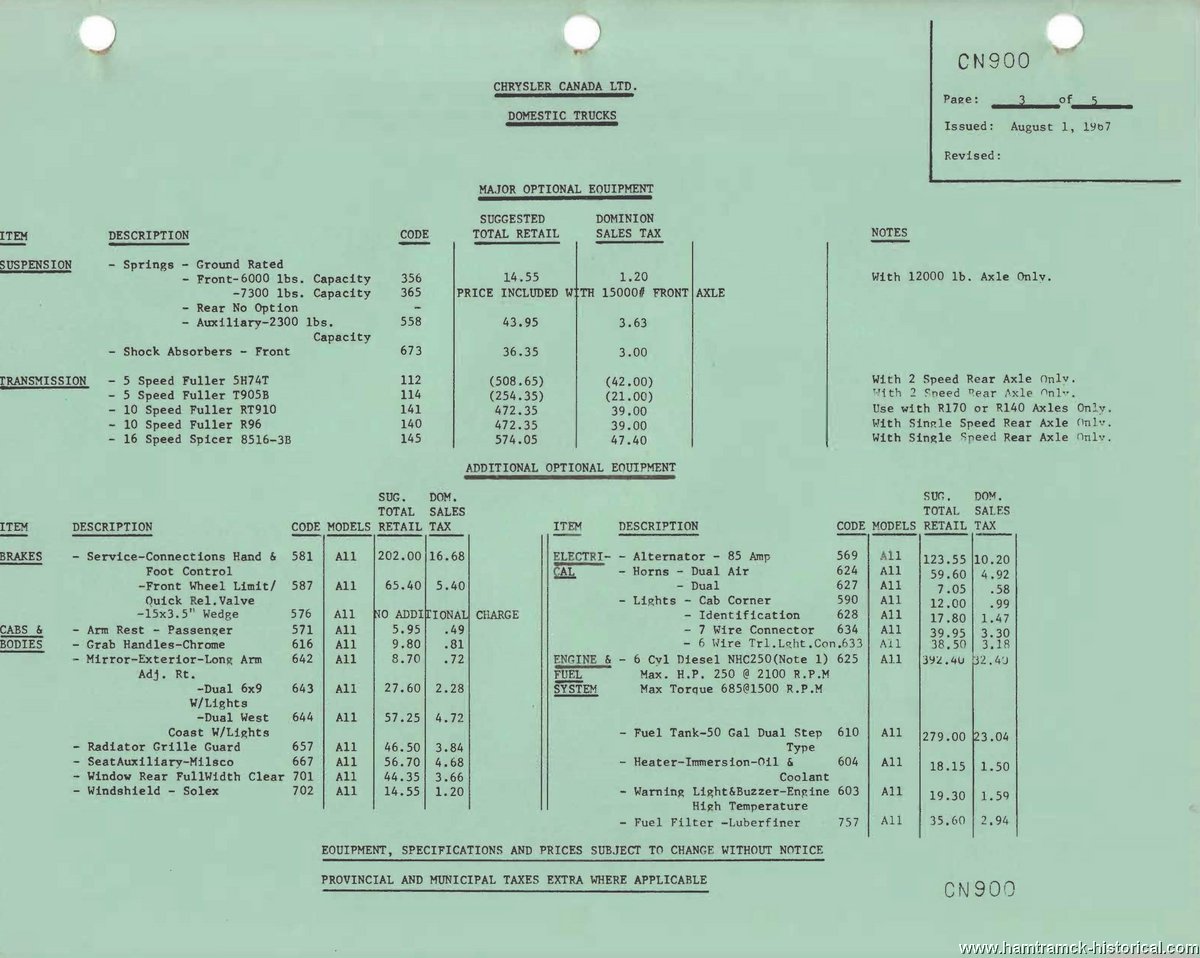 CN900
Page: 3 of 5
Issued: August 1, 1967
Revised:
CHRYSLER CANADA LTD.
DOMESTIC TRUCKS
MAJOR OPTIONAL EQUIPMENT
SUGGESTED DOMINION
ITEM DESCRIPTION CODE TOTAL RETAIL SALES TAX NOTES
SUSPENSION - Springs - Ground Rated
- Front-6000 lbs. Capacity 356 14.55 1.20 With 12000 lb. Axle Only.
-7300 lbs. Capacity 365 PRICE INCLUDED WITH 15000# FRONT AXLE
- Rear No Option -
- Auxiliary-2300 lbs. 558 43.95 3.63
Capacity
- Shock Absorbers - Front 673 36.35 3.00
TRANSMISSION - 5 Speed Fuller 5H74T 112 (508.65) (42.00) With 2 Speed Rear Axle Only.
- 5 Speed Fuller T905B 114 (254.35) (21.00) With 2 Speed Rear Axle Only.
- 10 Speed Fuller RT910 141 472.35 39.00 Use with R170 or R140 Axles Only.
- 10 Speed Fuller R96 140 472.35 39.00 With Single Speed Rear Axle Only.
- 16 Speed Spicer 8516-3B 145 574.05 47.40 With Single Speed Rear Axle Only.
ADDITIONAL OPTIONAL EQUIPMENT
SUG. DOM.
TOTAL SALES
ITEM DESCRIPTION CODE MODELS RETAIL TAX
BRAKES - Service-Connections Hand & 581 All 202.00 16.68
Foot Control
-Front Wheel Limit/ 587 All 65.40 5.40
Quick Rel.Valve
-15x3.5" Wedge 576 All NO ADDITIONAL CHARGE
CABS & - Arm Rest - Passenger 571 All 5.95 .49
BODIES - Grab Handles-Chrome 616 All 9.80 .81
- Mirror-Exterior-Long Arm 642 All 8.70 .72
Adj. Rt.
-Dual 6x9 643 All 27.60 2.28
W/Lights
-Dual West 644 All 57.25 4.72
Coast W/Lights
- Radiator Grille Guard 657 All 46.50 3.84
- SeatAuxiliary-Milsco 667 All 56.70 4.68
- Window Rear FullWidth Clear 701 All 44.35 3.66
- Windshield - Solex 702 All 14.55 1.20
SUG. DOM.
TOTAL SALES
ITEM DESCRIPTION CODE MODELS RETAIL TAX
ELECTRI- - Alternator - 85 Amp 569 All 123.55 10.20
CAL - Horns - Dual Air 624 All 59.60 4.92
- Dual 627 All 7.05 .58
- Lights - Cab Corner 590 All 12.00 .99
- Identification 628 All 17.80 1.47
- 7 Wire Connector 634 All 39.95 3.30
- 6 Wire Trl.Lght.Con.633 All 38.50 3.18
ENGINE & - 6 Cyl Diesel NHC250(Note 1) 625 All 392.40 32.40
FUEL Max. H.P. 250 @ 2100 R.P.M
SYSTEM Max Torque 685@1500 R.P.M
- Fuel Tank-50 Gal Dual Step 610 All 279.00 23.04
Type
- Heater-Immersion-Oil & 604 All 18.15 1.50
Coolant
- Warning Light&Buzzer-Engine 603 All 19.30 1.59
High Temperature
- Fuel Filter -Luberfiner 757 All 35.60 2.94
EQUIPMENT, SPECIFICATIONS AND PRICES SUBJECT TO CHANGE WITHOUT NOTICE
PROVINCIAL AND MUNICIPAL TAXES EXTRA WHERE APPLICABLE
CN900
www.hamtramck-historical.com